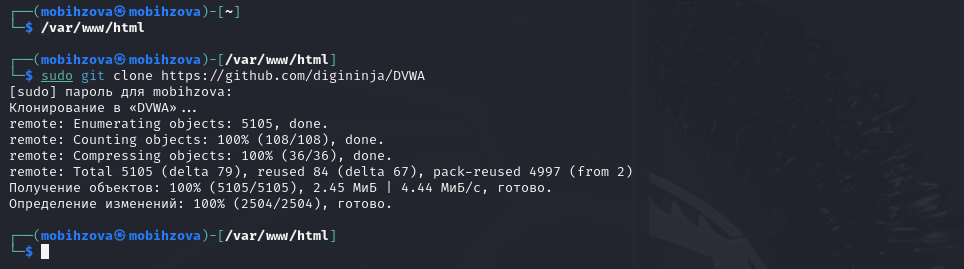 ┌──(mobihzova㉿mobihzova)-[~]
└─$ /var/www/html
┌──(mobihzova㉿mobihzova)-[/var/www/html]
└─$ sudo git clone https://github.com/digininja/DVWA
[sudo] пароль для mobihzova:
Клонирование в «DVWA»...
remote: Enumerating objects: 5105, done.
remote: Counting objects: 100% (108/108), done.
remote: Compressing objects: 100% (36/36), done.
remote: Total 5105 (delta 79), reused 84 (delta 67), pack-reused 4997 (from 2)
Получение объектов: 100% (5105/5105), 2.45 МиБ | 4.44 МиБ/с, готово.
Определение изменений: 100% (2504/2504), готово.
┌──(mobihzova㉿mobihzova)-[/var/www/html]
└─$